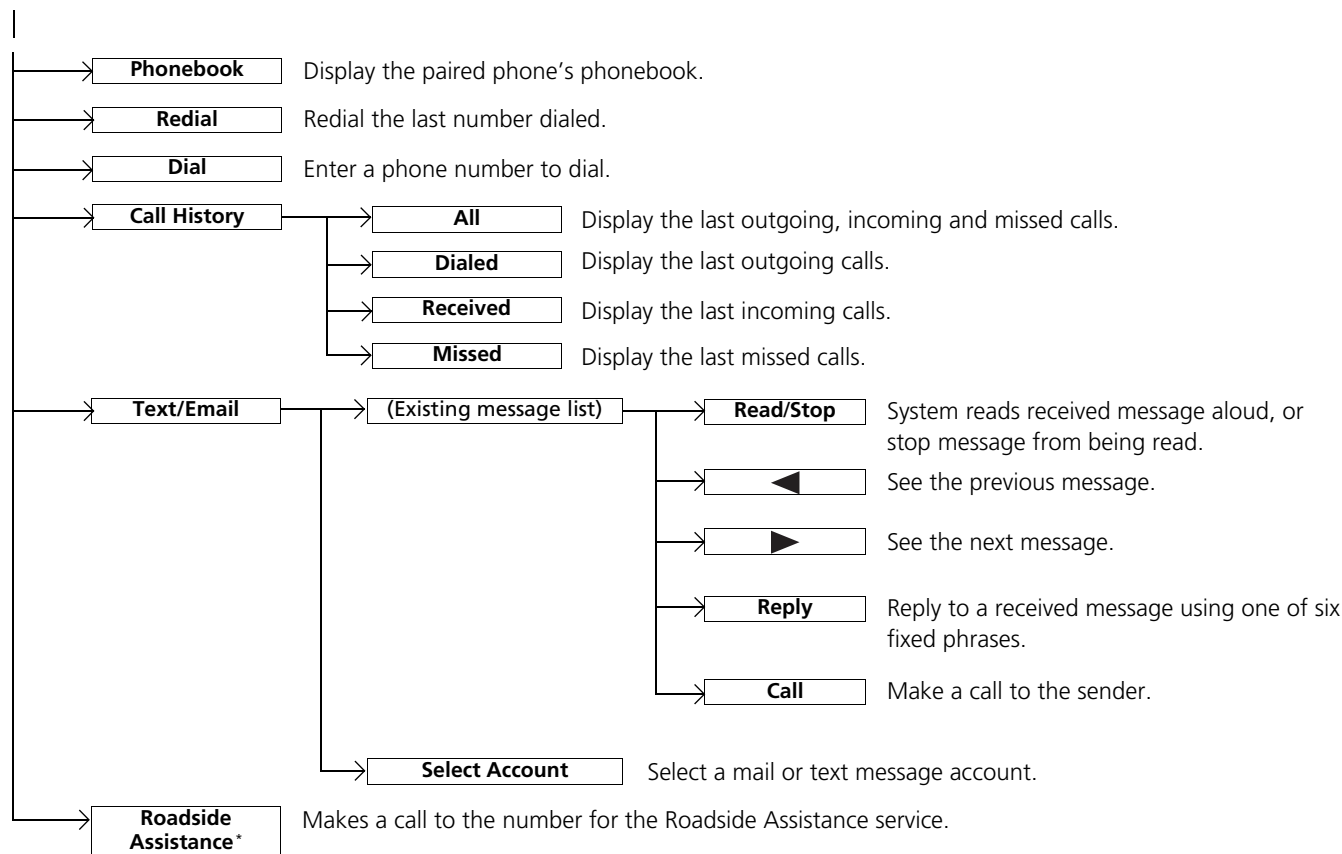 Phonebook Display the paired phone’s phonebook.
Redial Redial the last number dialed.
Dial Enter a phone number to dial.
Call History All Display the last outgoing, incoming and missed calls.
Dialed Display the last outgoing calls.
Received Display the last incoming calls.
Missed Display the last missed calls.
Text/Email (Existing message list) Read/Stop System reads received message aloud, or
stop message from being read.
◀ See the previous message.
▶ See the next message.
Reply Reply to a received message using one of six
fixed phrases.
Call Make a call to the sender.
Select Account Select a mail or text message account.
Roadside
Assistance* Makes a call to the number for the Roadside Assistance service.